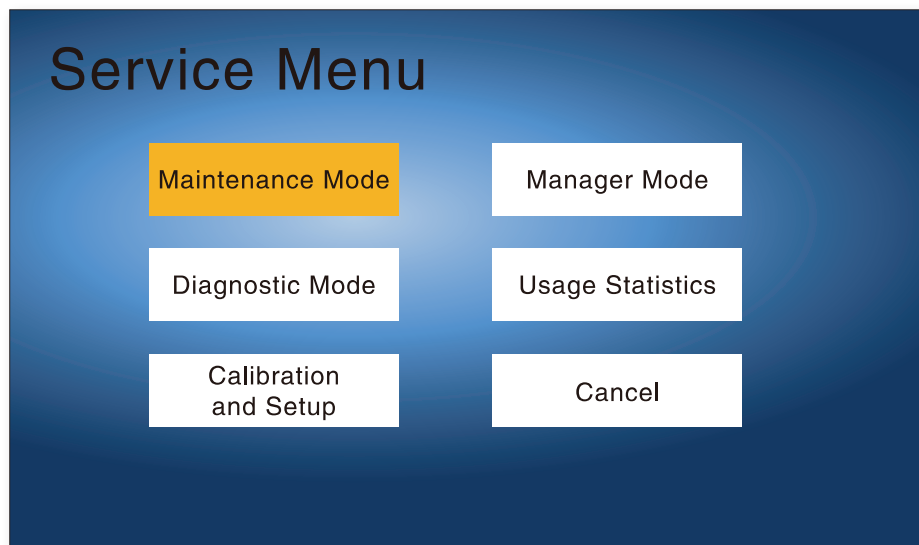 Service Menu
Maintenance Mode
Manager Mode
Diagnostic Mode
Usage Statistics
Calibration
and Setup
Cancel